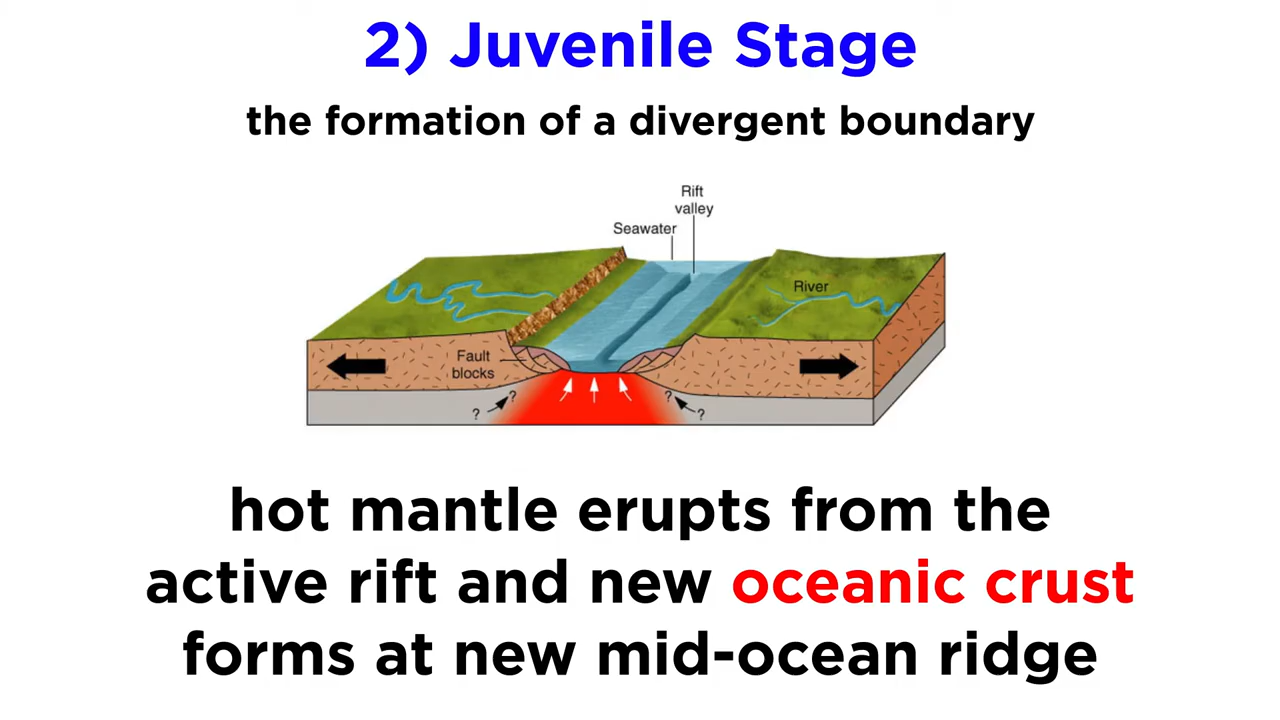 2) Juvenile Stage
the formation of a divergent boundary
Rift
valley
Seawater
River
Fault
blocks
?
?
?
?
hot mantle erupts from the
active rift and new oceanic crust
forms at new mid-ocean ridge